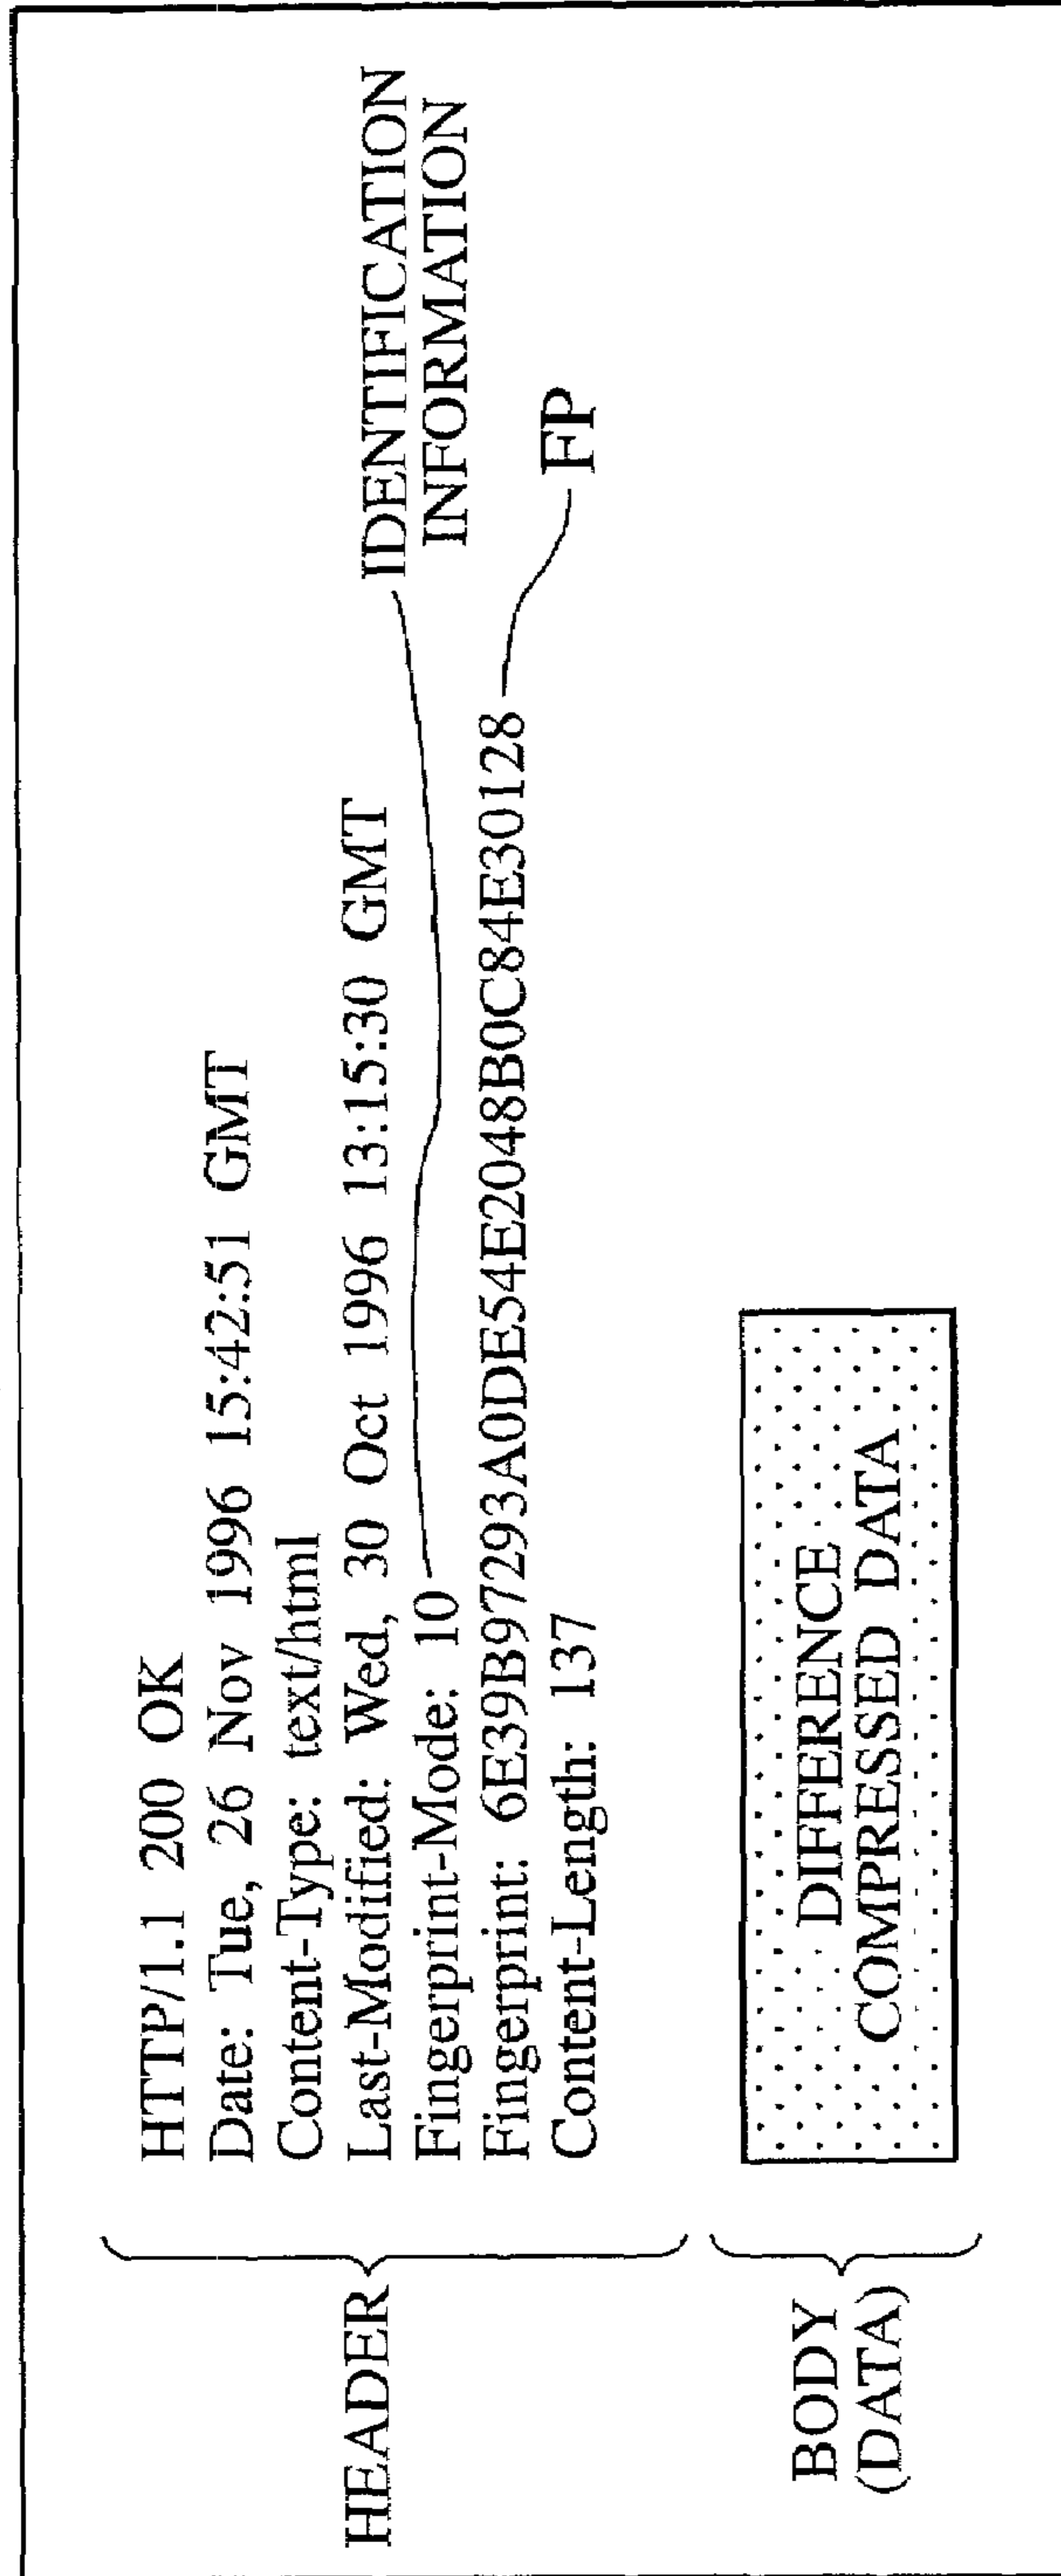 HTTP/1.1 200 OK
Date: Tue, 26 Nov 1996 15:42:51 GMT
Content-Type: text/html
Last-Modified: Wed, 30 Oct 1996 13:15:30 GMT
Fingerprint-Mode: 10
Fingerprint: 6E39B97293A0DE54E2048B0C84E30128
Content-Length: 137
IDENTIFICATION
INFORMATION
FP
HEADER
DIFFERENCE
COMPRESSED DATA
BODY
(DATA)